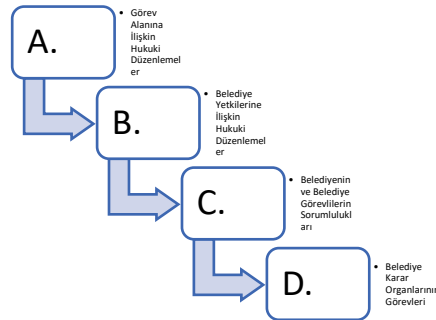 A.
• Görev
Alanına
İlişkin
Hukuki
Düzenlemel
er
B.
• Belediye
Yetkilerine
İlişkin
Hukuki
Düzenlemel
er
C.
• Belediyenin
ve Belediye
Görevlilerin
Sorumlulukl
arı
D.
• Belediye
Karar
Organlarının
Görevleri